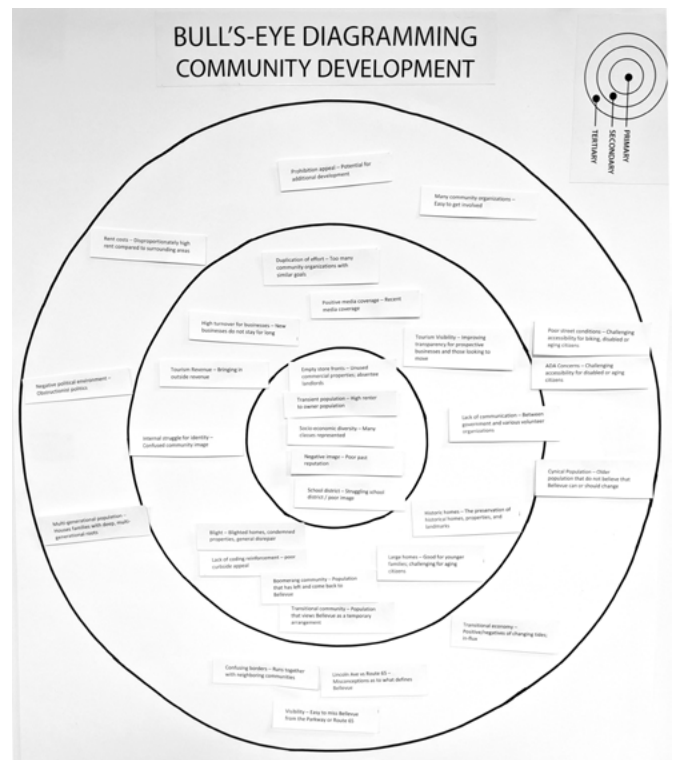 BULL'S-EYE DIAGRAMMING
COMMUNITY DEVELOPMENT
PRIMARY
SECONDARY
TERTIARY
Prohibition appeal – Potential for
additional development
Many community organizations –
Easy to get involved
Rent costs – Disproportionately high
rent compared to surrounding areas
Duplication of effort – Too many
community organizations with
similar goals
Positive media coverage – Recent
media coverage
High turnover for businesses – New
businesses do not stay for long
Tourism Visibility – Improving
transparency for prospective
businesses and those looking to
move
Poor street conditions – Challenging
accessibility for biking, disabled or
aging citizens
ADA Concerns – Challenging
accessibility for disabled or aging
citizens
Tourism Revenue – Bringing in
outside revenue
Empty store fronts – Unused
commercial properties; absentee
landlords
Negative political environment –
Obstructionist politics
Transient population – High renter
to owner population
Socio-economic diversity – Many
classes represented
Lack of communication – Between
government and various volunteer
organizations
Internal struggle for identity –
Confused community image
Negative image – Poor past
reputation
Cynical Population – Older
population that do not believe that
Bellevue can or should change
School district – Struggling school
district / poor image
Multi-generational population –
Houses families with deep, multi-
generational roots
Historic homes – The preservation of
historical homes, properties, and
landmarks
Blight – Blighted homes, condemned
properties, general disrepair
Lack of coding reinforcement – poor
curbside appeal
Large homes – Good for younger
families; challenging for aging
citizens
Boomerang community – Population
that has left and come back to
Bellevue
Transitional community – Population
that views Bellevue as a temporary
arrangement
Transitional economy –
Positive/negatives of changing tides,
in-flux
Confusing borders – Runs together
with neighboring communities
Lincoln Ave vs Route 65 –
Misconceptions as to what defines
Bellevue
Visibility – Easy to miss Bellevue
from the Parkway or Route 65